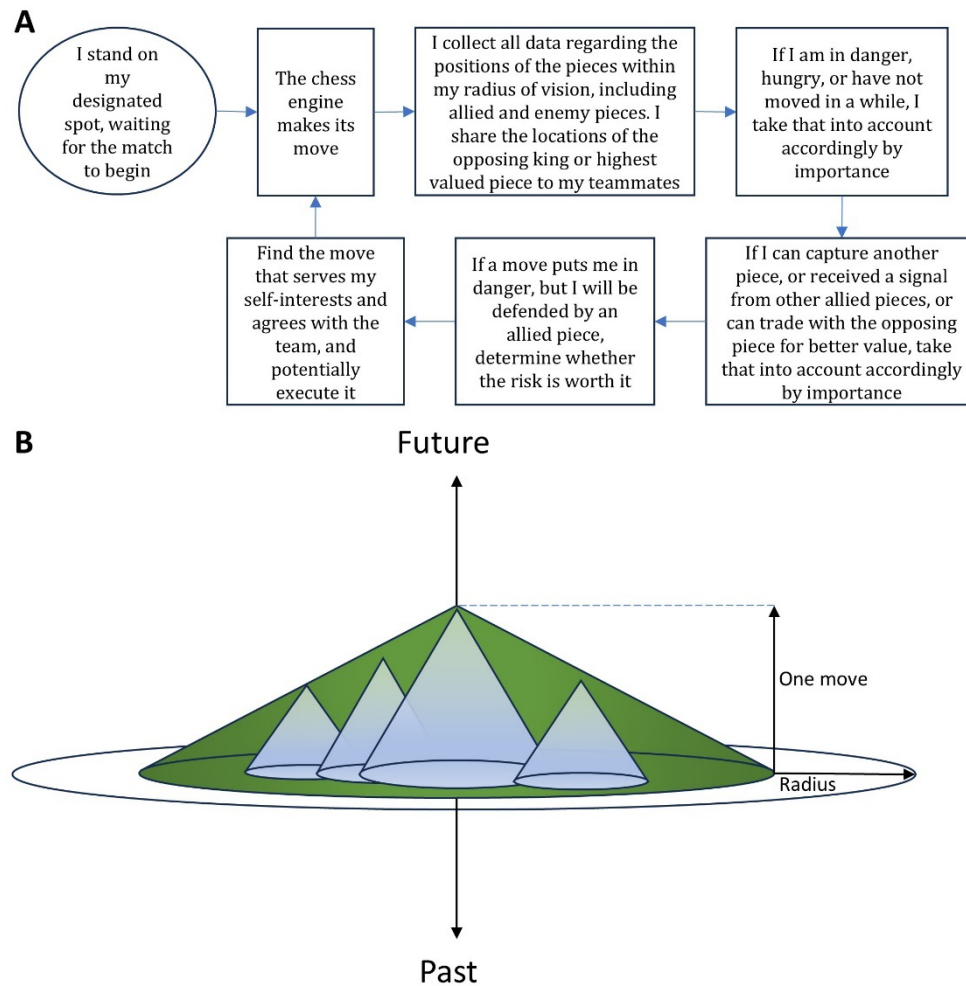 A
I stand on
my
designated
spot, waiting
for the match
to begin
The chess
engine
makes its
move
I collect all data regarding the
positions of the pieces within
my radius of vision, including
allied and enemy pieces. I
share the locations of the
opposing king or highest
valued piece to my teammates
If I am in danger,
hungry, or have not
moved in a while, I
take that into account
accordingly by
importance
If I can capture another
piece, or received a signal
from other allied pieces, or
can trade with the opposing
piece for better value, take
that into account accordingly
by importance
If a move puts me in
danger, but I will be
defended by an
allied piece,
determine whether
the risk is worth it
Find the move
that serves my
self-interests and
agrees with the
team, and
potentially
execute it
B
Future
One move
Radius
Past